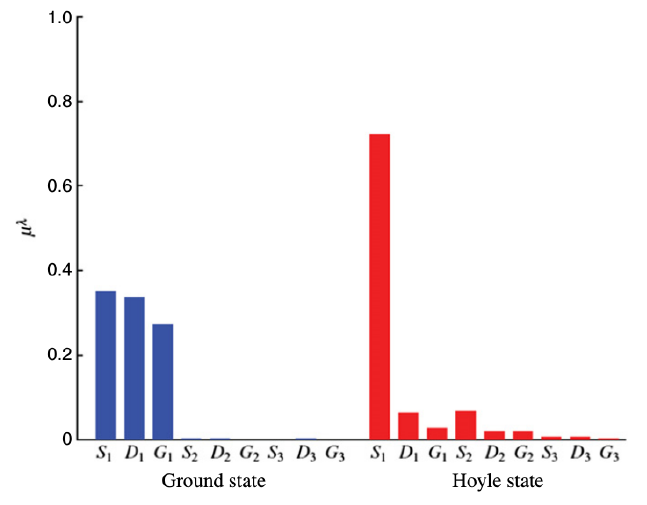 1.0
0.8
0.6
μλ
0.4
0.2
0
S1 D1 G1 S2 D2 G2 S3 D3 G3 S1 D1 G1 S2 D2 G2 S3 D3 G3
Ground state Hoyle state